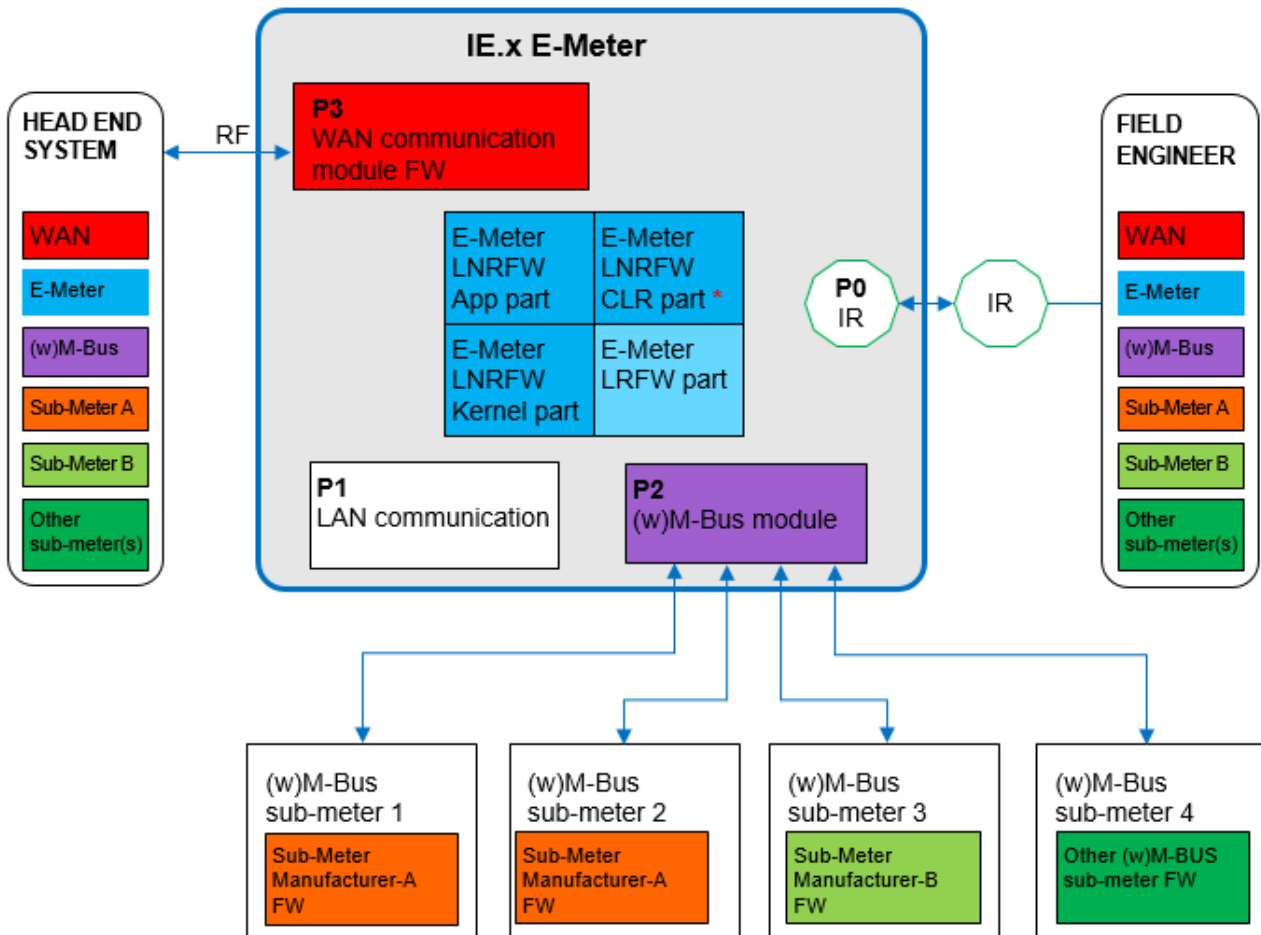 IE.x E-Meter
HEAD END
SYSTEM
WAN
E-Meter
(w)M-Bus
Sub-Meter A
Sub-Meter B
Other
sub-meter(s)
RF
P3
WAN communication
module FW
E-Meter
LNRFW
App part
E-Meter
LNRFW
CLR part *
E-Meter
LNRFW
Kernel part
E-Meter
LRFW part
P0
IR
IR
FIELD
ENGINEER
WAN
E-Meter
(w)M-Bus
Sub-Meter A
Sub-Meter B
Other
sub-meter(s)
P1
LAN communication
P2
(w)M-Bus module
(w)M-Bus
sub-meter 1
Sub-Meter
Manufacturer-A
FW
(w)M-Bus
sub-meter 2
Sub-Meter
Manufacturer-A
FW
(w)M-Bus
sub-meter 3
Sub-Meter
Manufacturer-B
FW
(w)M-Bus
sub-meter 4
Other (w)M-BUS
sub-meter FW